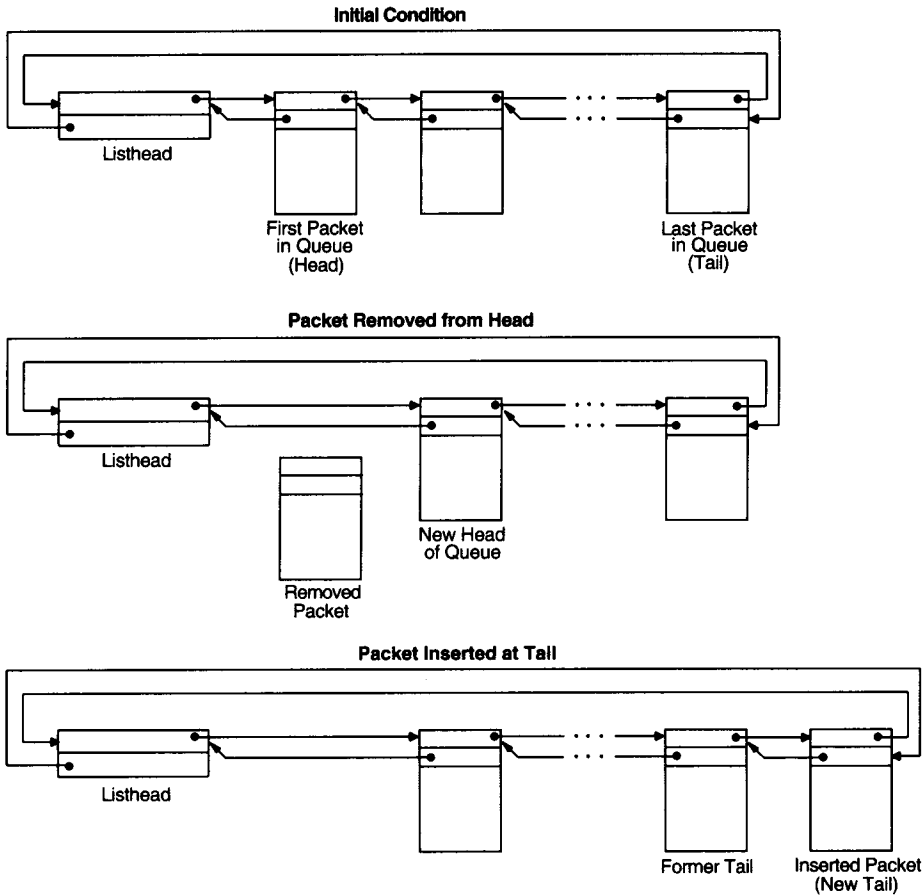 Initial Condition
. . .
. . .
Listhead
First Packet
in Queue
(Head)
Last Packet
in Queue
(Tail)
Packet Removed from Head
. . .
. . .
Listhead
New Head
of Queue
Removed
Packet
Packet Inserted at Tail
. . .
. . .
Listhead
Former Tail
Inserted Packet
(New Tail)